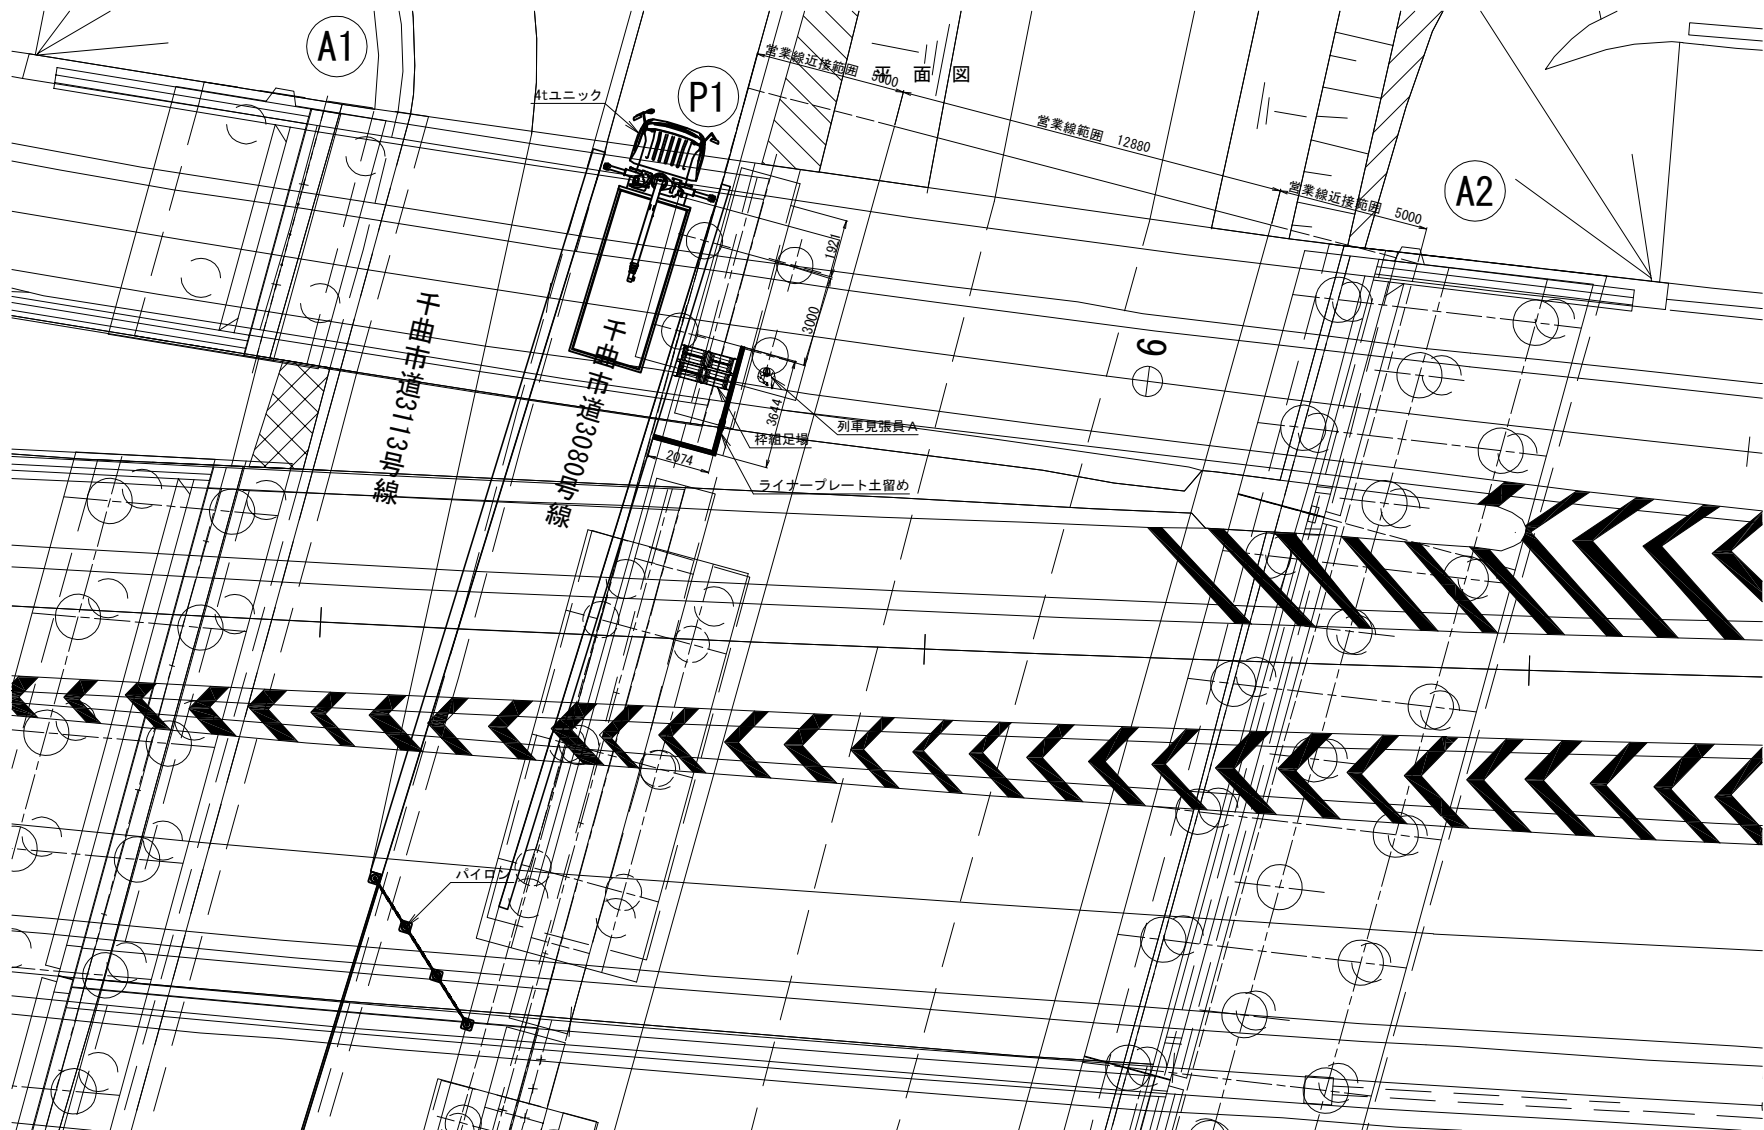 A1
P1
A2
平面図
営業線近接範囲 5000
営業線範囲 12880
営業線近接範囲 5000
4tユニック
1921
3000
3644
2074
千曲市道3113号線
千曲市道3080号線
6
列車見張員A
枠組足場
ライナープレート土留め
パイロン